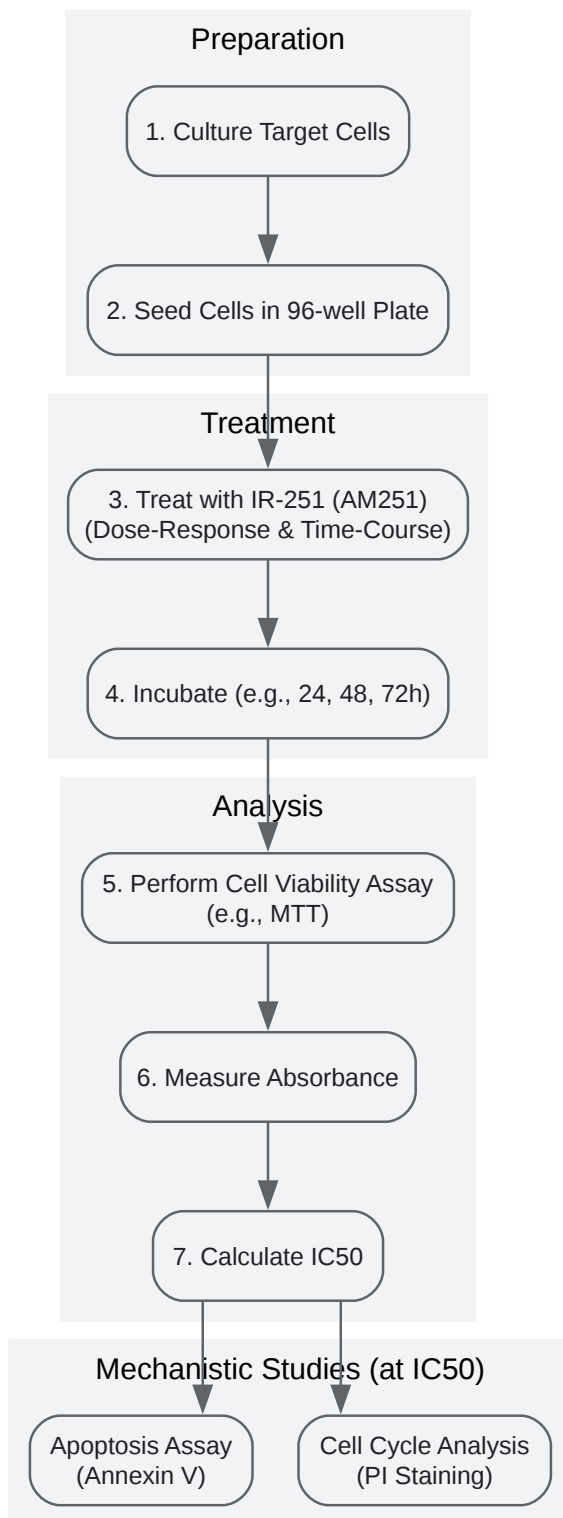 Preparation
1. Culture Target Cells
2. Seed Cells in 96-well Plate
Treatment
3. Treat with IR-251 (AM251)
(Dose-Response & Time-Course)
4. Incubate (e.g., 24, 48, 72h)
Analysis
5. Perform Cell Viability Assay
(e.g., MTT)
6. Measure Absorbance
7. Calculate IC50
Mechanistic Studies (at IC50)
Apoptosis Assay
(Annexin V)
Cell Cycle Analysis
(PI Staining)